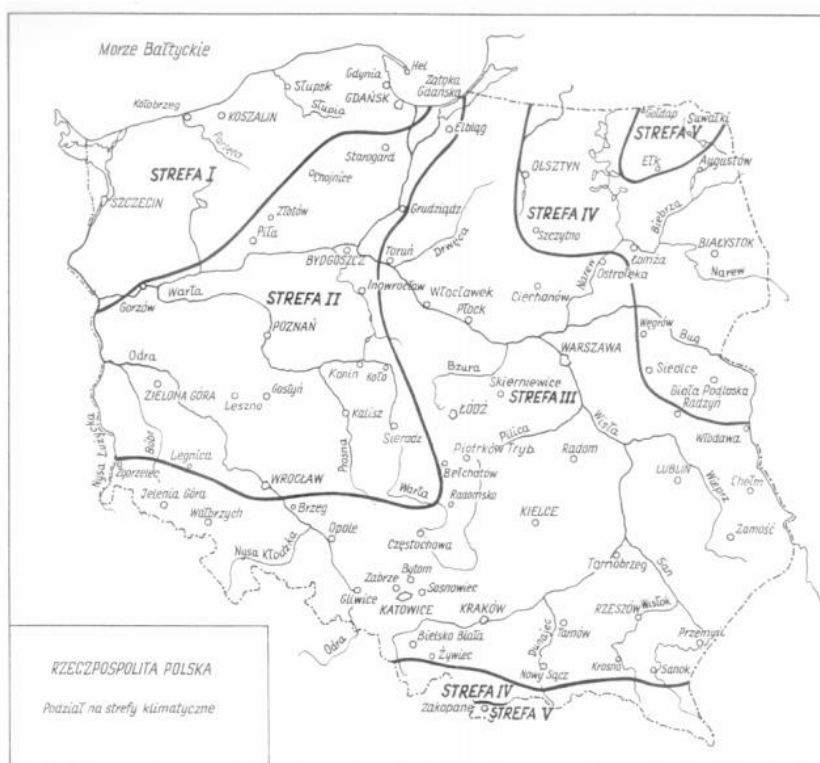 Morze Bałtyckie
Hel
Gdynia
Zatoka
Gdańska
Słupsk
GDAŃSK
Słupia
Kołobrzeg
KOSZALIN
Parsęta
Elbląg
Gołdap
Suwałki
STREFA V
Ełk
Augustów
Starogard
Chojnice
STREFA I
SZCZECIN
OLSZTYN
STREFA IV
Szczytno
Biebrza
Grudziądz
Złotów
Piła
BYDGOSZCZ
Toruń
Drwęca
Łomża
BIAŁYSTOK
Ostrołęka
Narew
Narew
Inowrocław
Włocławek
Ciechanów
Płock
Gorzów
Warta
STREFA II
POZNAŃ
Węgrów
Bug
WARSZAWA
Siedlce
Biała Podlaska
Radzyń
Włodawa
Odra
Bzura
Konin
Koło
Skierniewice
STREFA III
ZIELONA GÓRA
Leszno
Gostyń
Kalisz
ŁÓDŹ
Wisła
Nysa Łużycka
Bóbr
Sieradz
Pilica
Piotrków Tryb.
Radom
Prosna
Zgorzelec
Legnica
WROCŁAW
Bełchatów
LUBLIN
Wieprz
Chełm
Jelenia Góra
Wałbrzych
Brzeg
Warta
Radomsko
KIELCE
Zamość
Opole
Częstochowa
Nysa Kłodzka
Bytom
Zabrze
Sosnowiec
Gliwice
KATOWICE
KRAKÓW
Tarnobrzeg
San
RZESZÓW
Wisłok
Dunajec
Tarnów
Przemyśl
Odra
Bielsko Biała
Żywiec
Nowy Sącz
Krosno
Sanok
STREFA IV
Zakopane
STREFA V
RZECZPOSPOLITA POLSKA
Podział na strefy klimatyczne